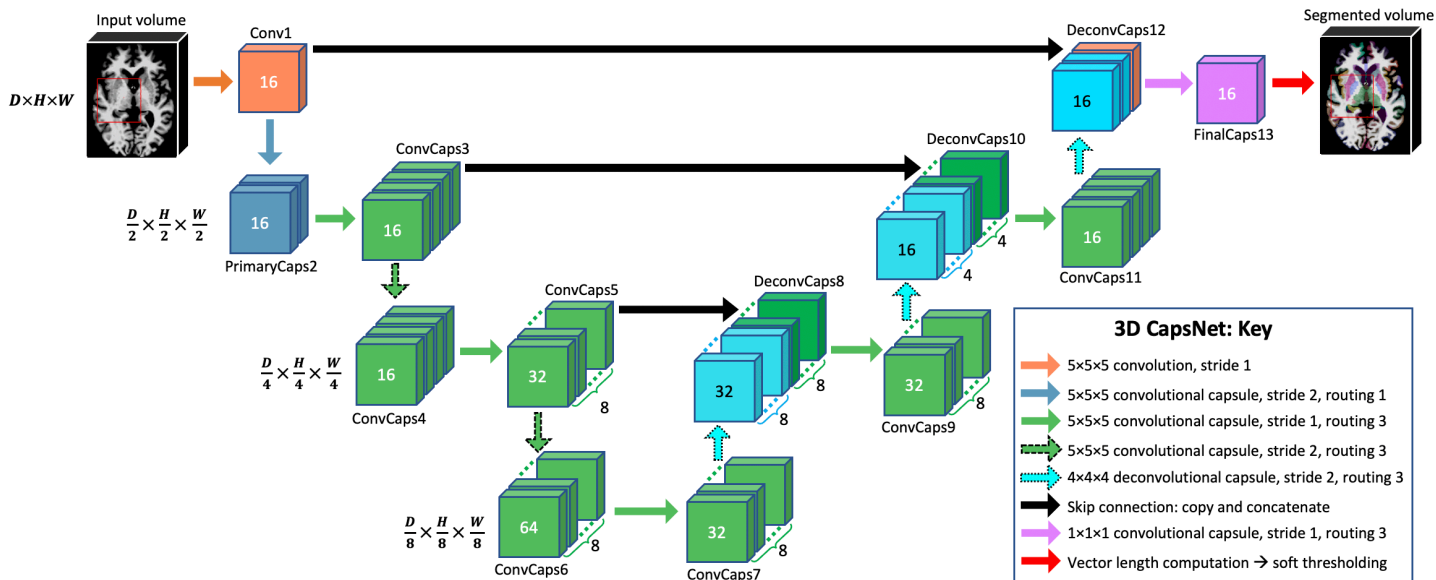 Input volume
Conv1
DeconvCaps12
Segmented volume
D×H×W
16
16
16
FinalCaps13
ConvCaps3
DeconvCaps10
D/2 × H/2 × W/2
16
16
16
4
4
16
PrimaryCaps2
ConvCaps11
ConvCaps5
DeconvCaps8
D/4 × H/4 × W/4
16
32
8
32
8
8
32
8
ConvCaps4
ConvCaps9
D/8 × H/8 × W/8
64
8
32
8
ConvCaps6
ConvCaps7
3D CapsNet: Key
5×5×5 convolution, stride 1
5×5×5 convolutional capsule, stride 2, routing 1
5×5×5 convolutional capsule, stride 1, routing 3
5×5×5 convolutional capsule, stride 2, routing 3
4×4×4 deconvolutional capsule, stride 2, routing 3
Skip connection: copy and concatenate
1×1×1 convolutional capsule, stride 1, routing 3
Vector length computation → soft thresholding